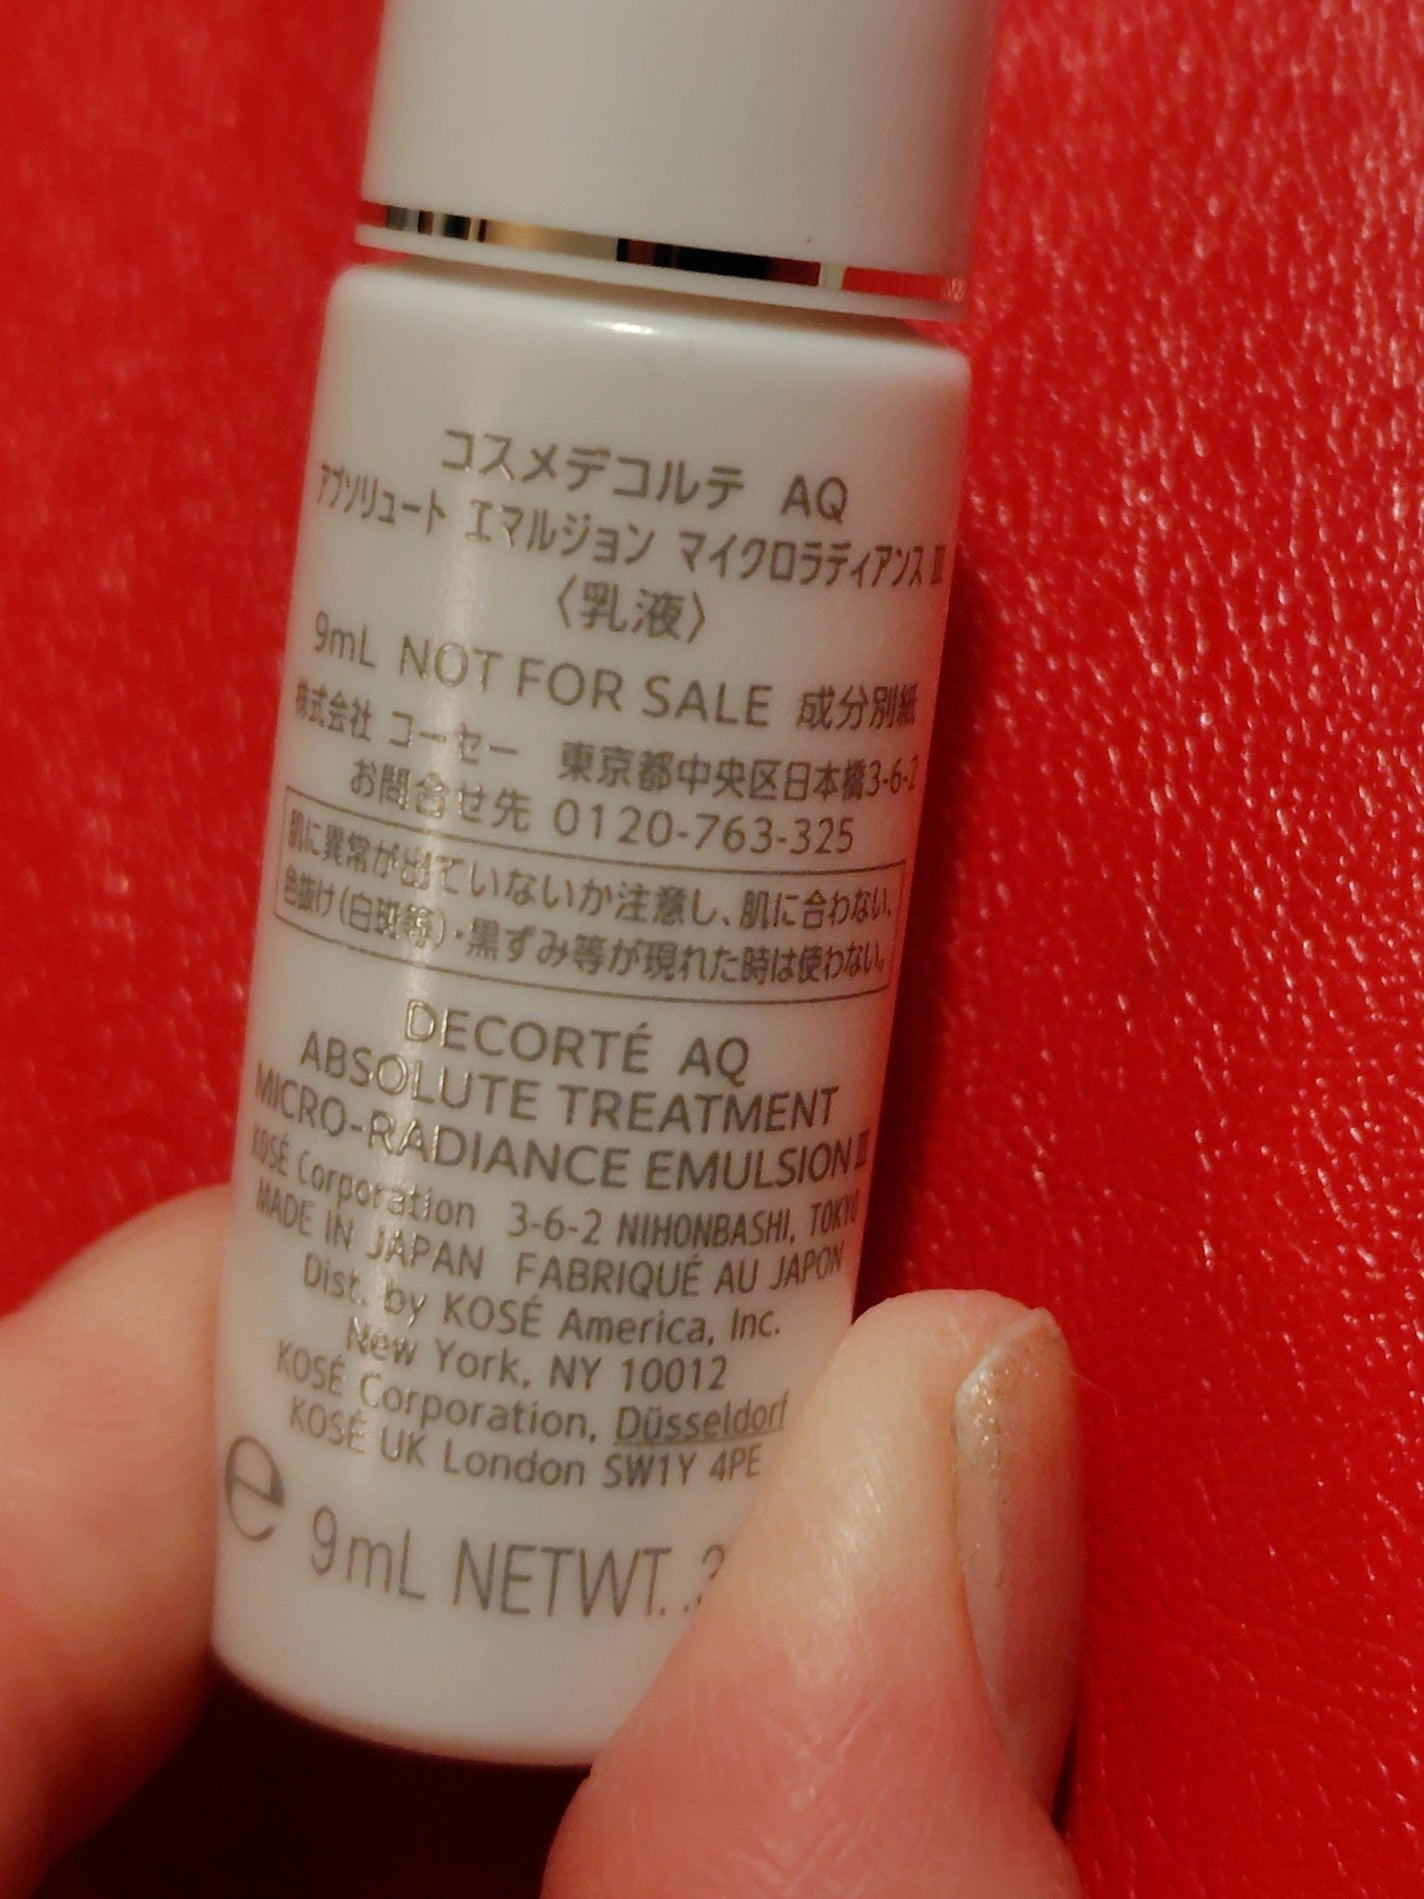 コスメデコルテ AQ
アブソリュート エマルジョン マイクロラディアンス Ⅲ
〈乳液〉
9mL NOT FOR SALE 成分別紙
株式会社 コーセー 東京都中央区日本橋3-6-2
お問合せ先 0120-763-325
肌に異常が出ていないか注意し、肌に合わない、
色抜け(白斑等)・黒ずみ等が現れた時は使わない。
DECORTÉ AQ
ABSOLUTE TREATMENT
MICRO-RADIANCE EMULSION Ⅲ
KOSÉ Corporation 3-6-2 NIHONBASHI, TOKYO
MADE IN JAPAN FABRIQUÉ AU JAPON
Dist. by KOSÉ America, Inc.
New York, NY 10012
KOSÉ Corporation, Düsseldorf
KOSÉ UK London SW1Y 4PE
℮ 9mL NETWT.